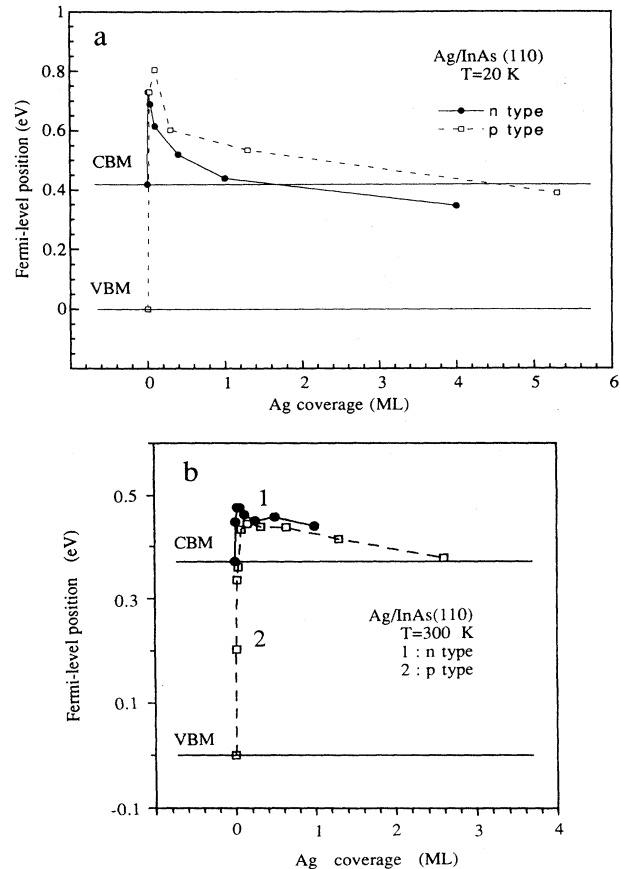 a
Ag/InAs (110)
T=20 K
n type
p type
Fermi-level position (eV)
1
0.8
0.6
0.4
0.2
0
CBM
VBM
0 1 2 3 4 5 6
Ag coverage (ML)
b
1
2
Ag/InAs(110)
T=300 K
1 : n type
2 : p type
Fermi-level position (eV)
0.5
0.3
0.1
-0.1
CBM
VBM
0 1 2 3 4
Ag coverage (ML)